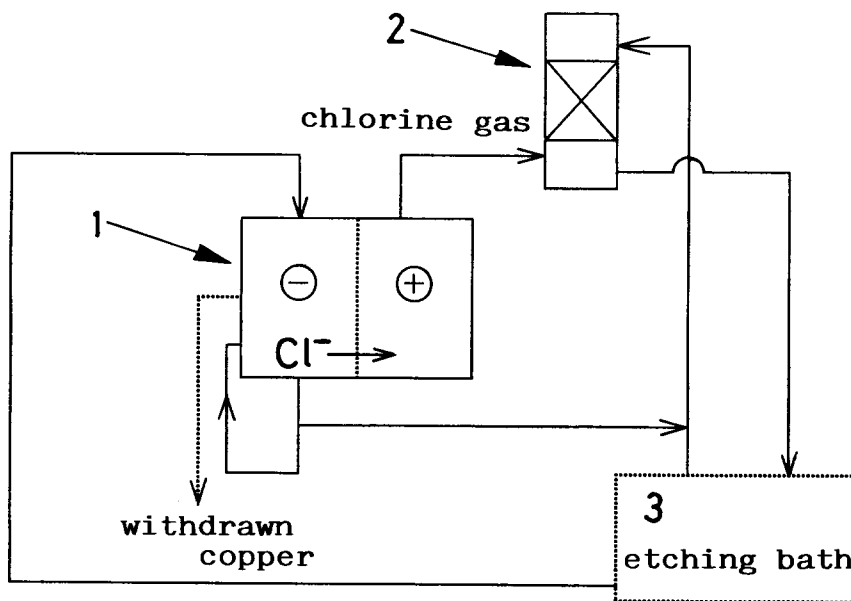 2
chlorine gas
1
− +
Cl⁻
withdrawn
copper
3
etching bath